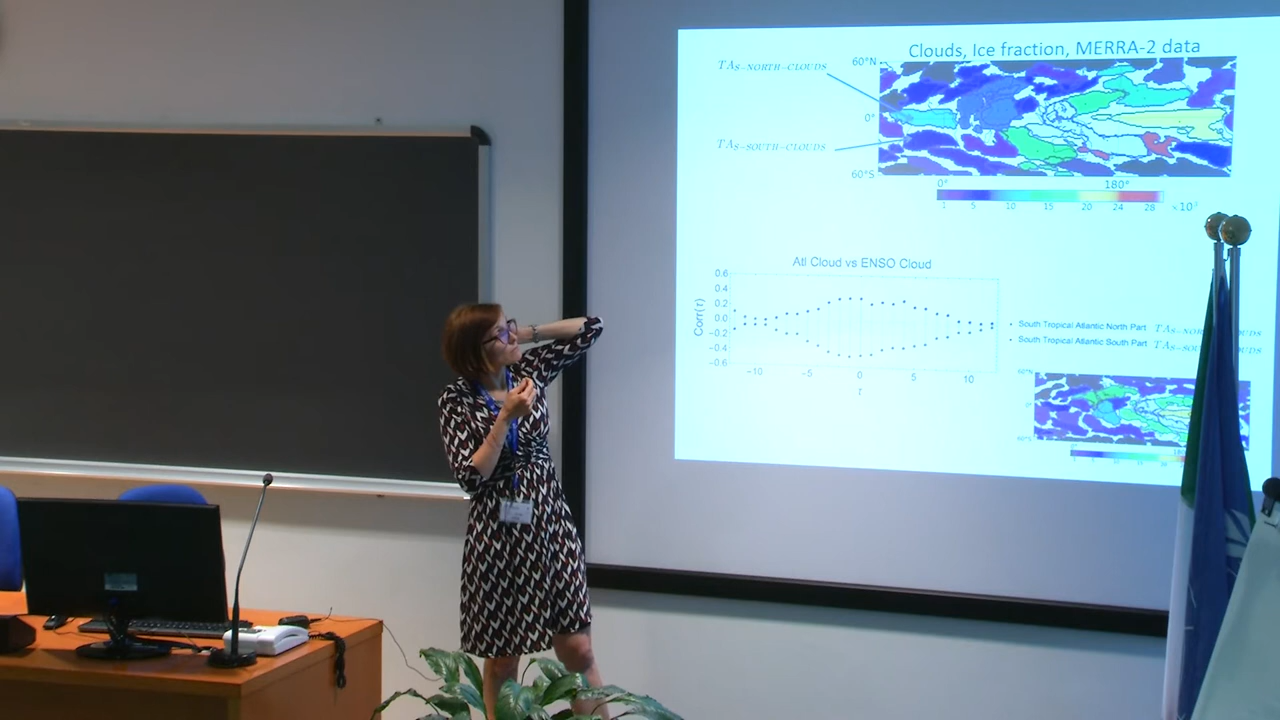 Clouds, Ice fraction, MERRA-2 data
TAS-NORTH-CLOUDS
60°N
0°
TAS-SOUTH-CLOUDS
60°S
0° 180°
1 5 10 15 20 24 28
Atl Cloud vs ENSO Cloud
Corr(τ)
0.6
0.4
0.2
0.0
-0.2
-0.4
-0.6
-10 -5 0 5 10
τ
South Tropical Atlantic North Part
South Tropical Atlantic South Part